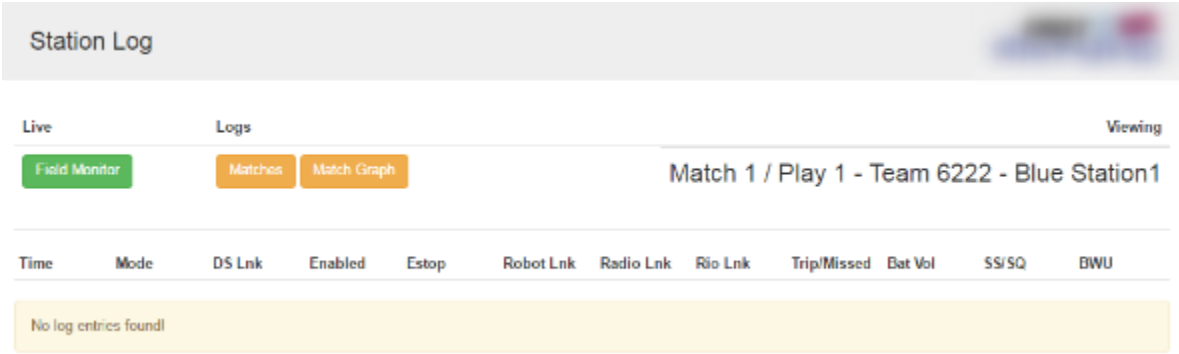 Station Log
Live Logs Viewing
Field Monitor Matches Match Graph Match 1 / Play 1 - Team 6222 - Blue Station1
Time Mode DS Lnk Enabled Estop Robot Lnk Radio Lnk Rio Lnk Trip/Missed Bat Vol SS/SQ BWU
No log entries found!